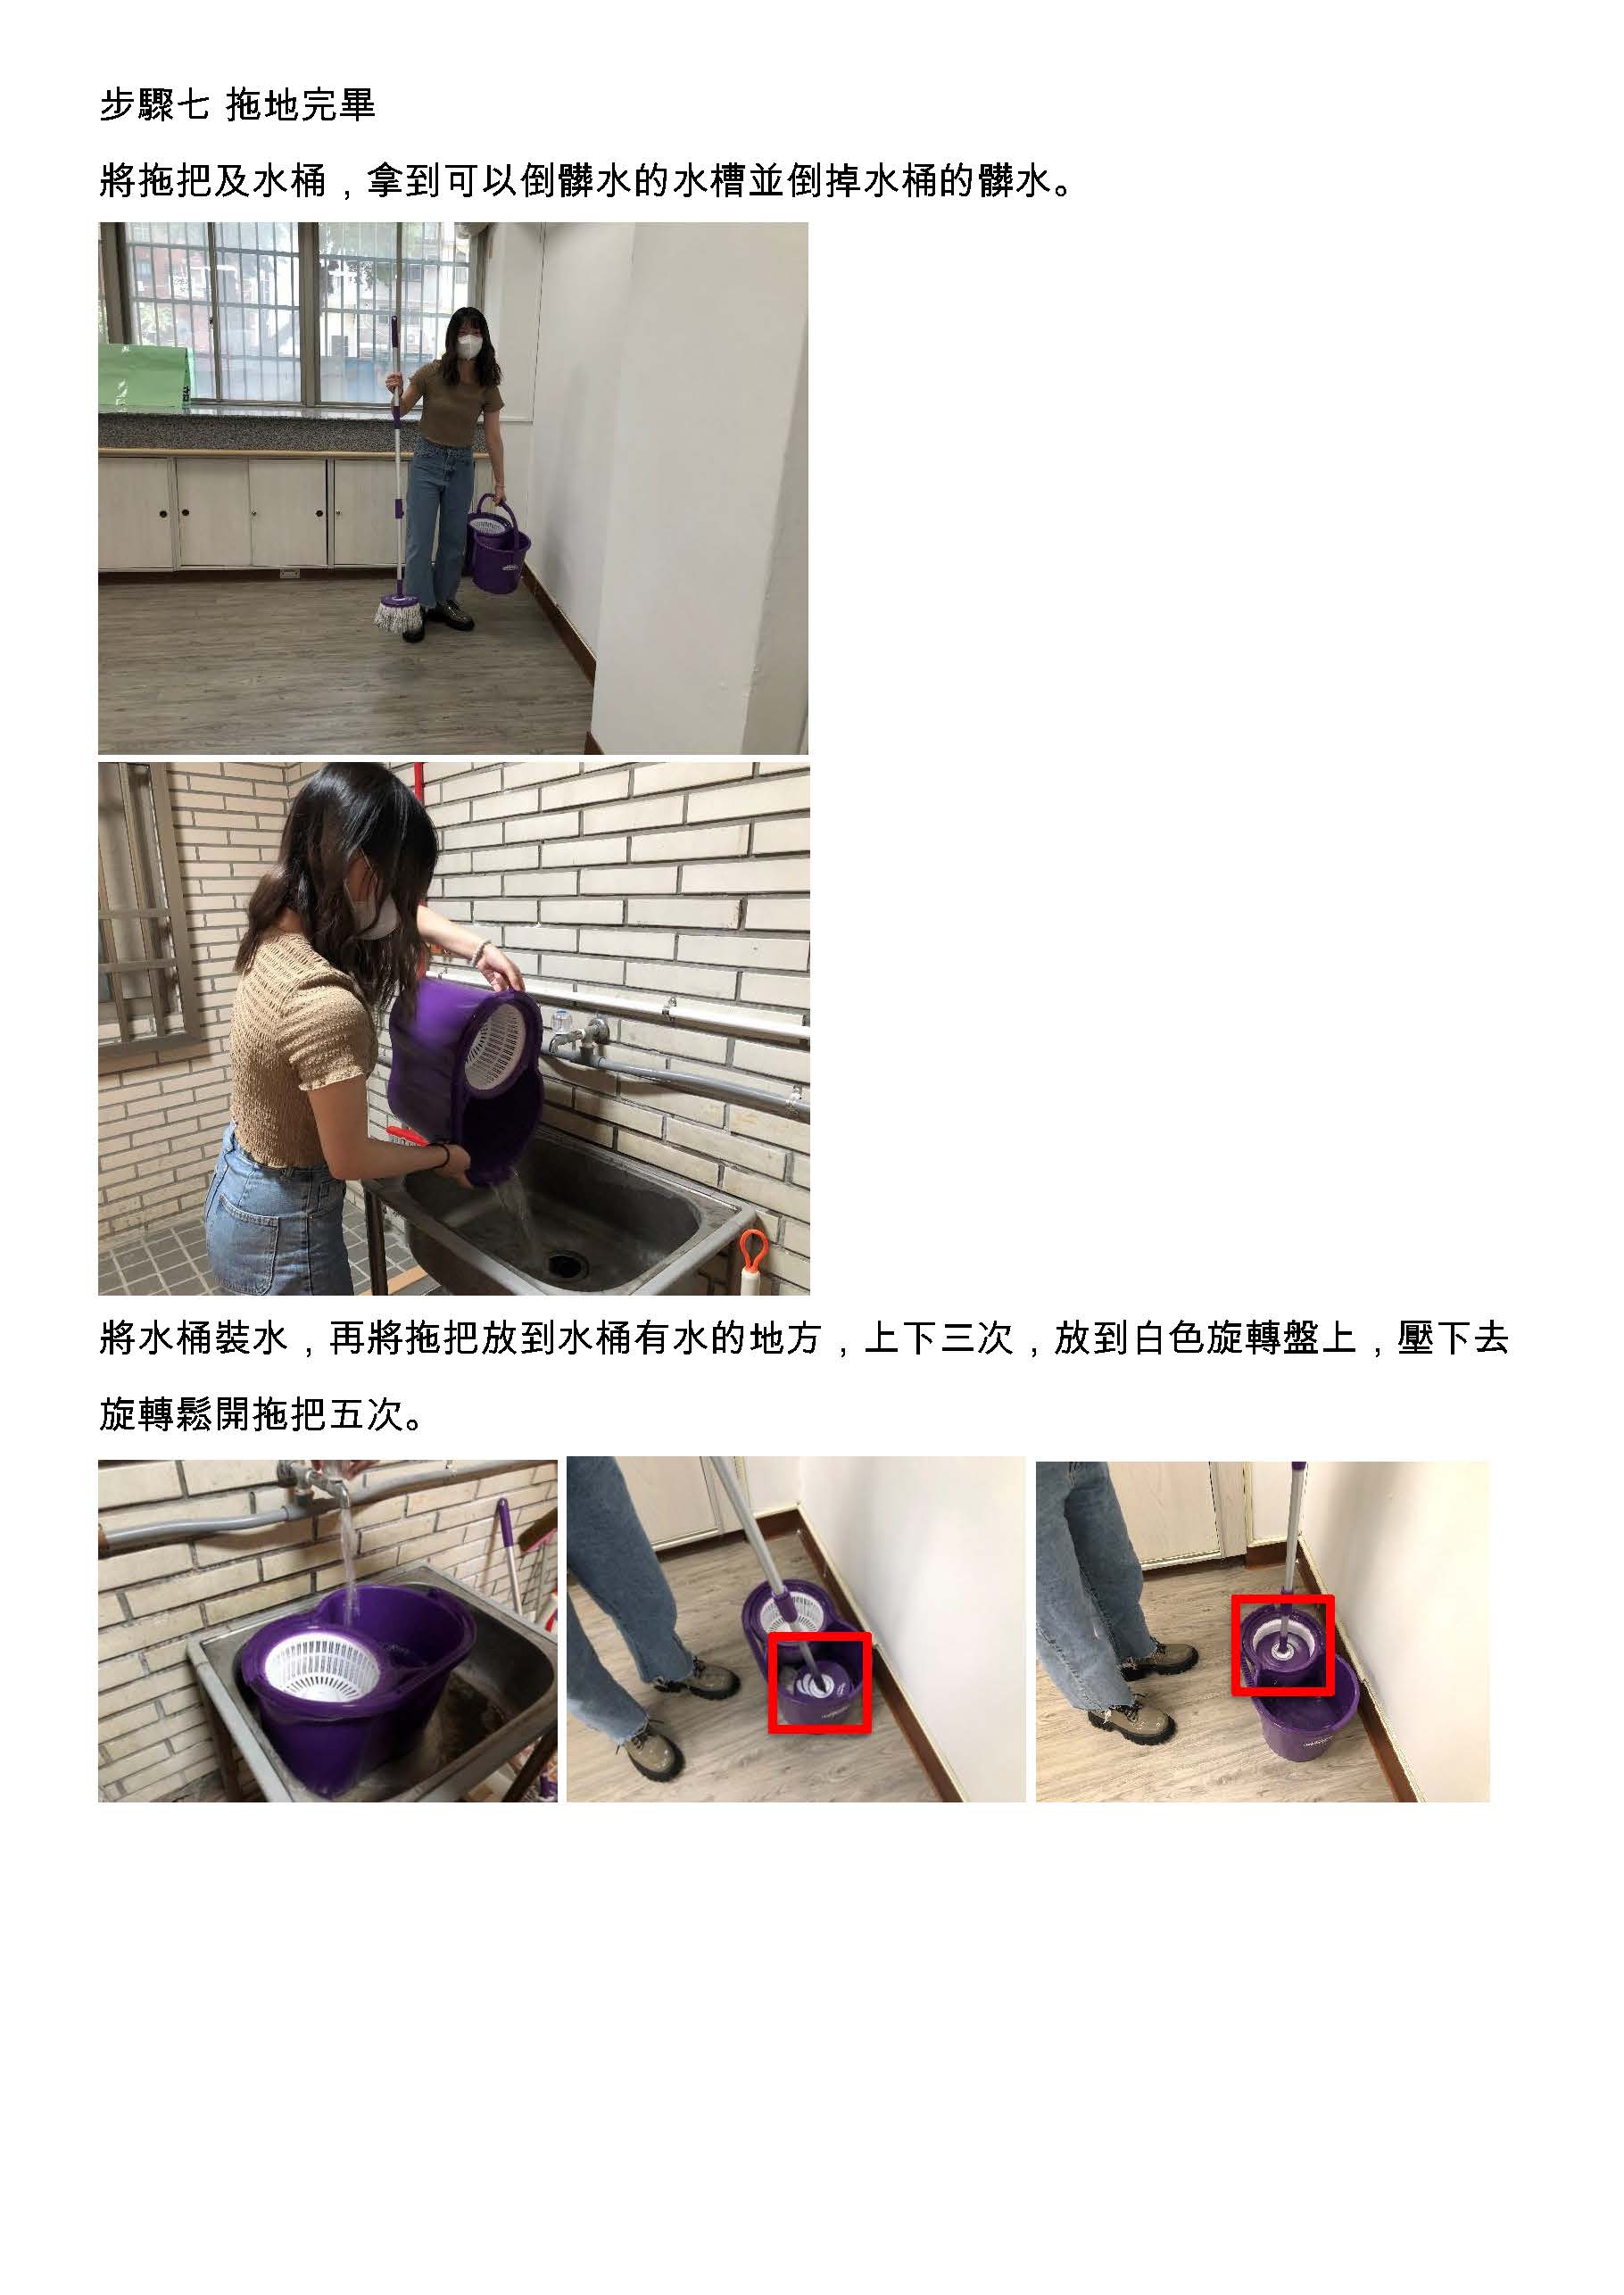 步驟七 拖地完畢
將拖把及水桶，拿到可以倒髒水的水槽並倒掉水桶的髒水。
將水桶裝水，再將拖把放到水桶有水的地方，上下三次，放到白色旋轉盤上，壓下去
旋轉鬆開拖把五次。